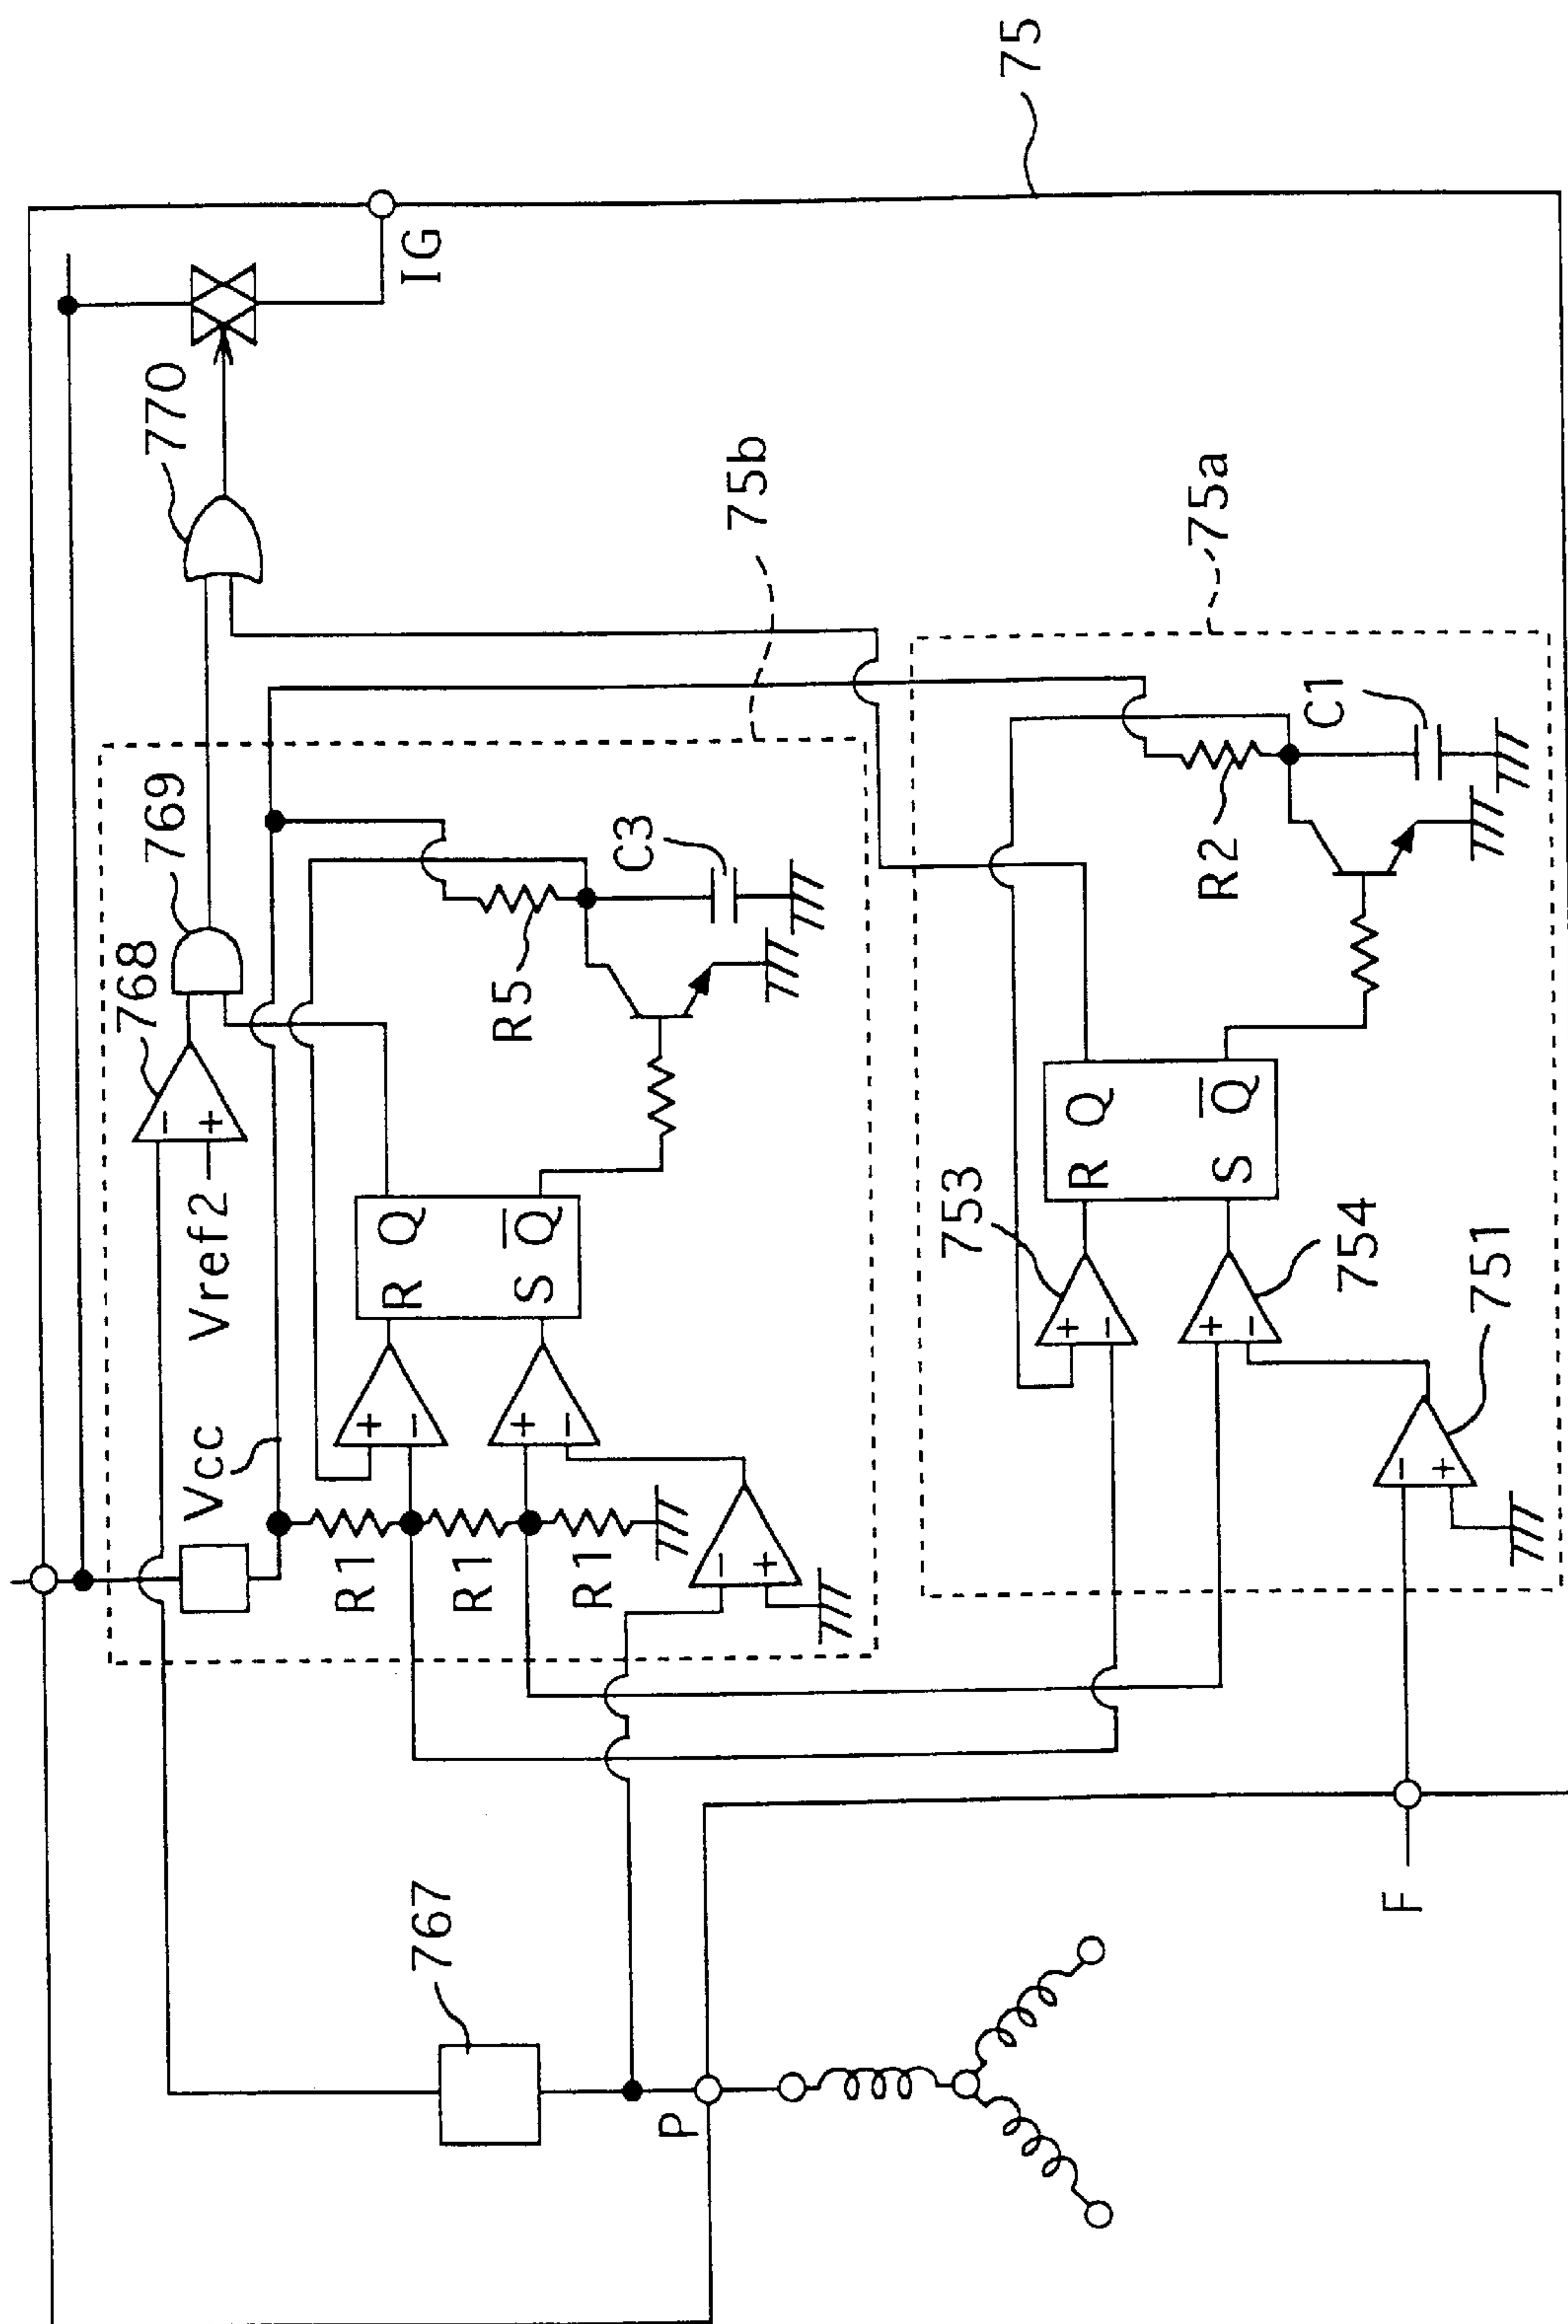 75
IG
770
75b
75a
769
768
C3
R5
C1
R2
Vref2
−
+
Vcc
R
Q
S
Q̅
+
−
+
−
R1
R1
R1
−
+
753
R
Q
S
Q̅
+
−
+
−
754
751
−
+
767
P
F